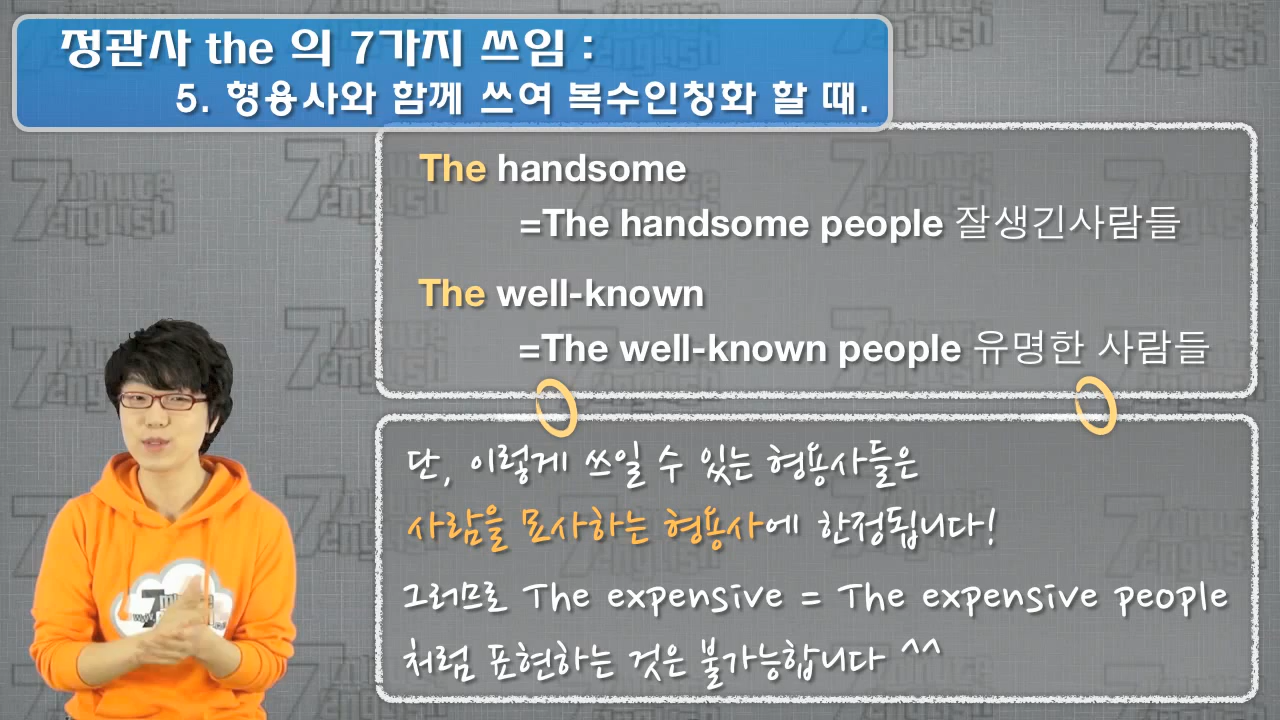 정관사 the 의 7가지 쓰임 :
5. 형용사와 함께 쓰여 복수인칭화 할 때.
The handsome
=The handsome people 잘생긴사람들
The well-known
=The well-known people 유명한 사람들
단, 이렇게 쓰일 수 있는 형용사들은
사람을 묘사하는 형용사에 한정됩니다!
그러므로 The expensive = The expensive people
처럼 표현하는 것은 불가능합니다 ^^
7minute
english